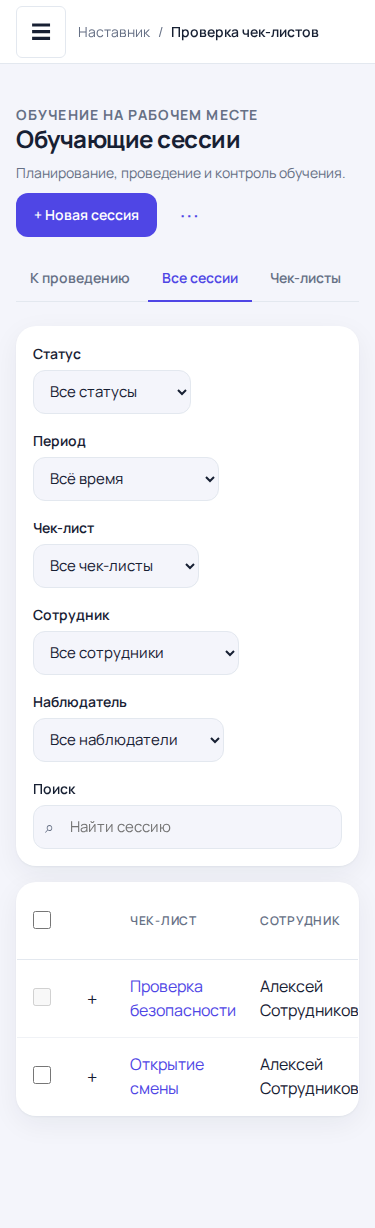 ☰ Наставник / Проверка чек-листов
ОБУЧЕНИЕ НА РАБОЧЕМ МЕСТЕ
Обучающие сессии
Планирование, проведение и контроль обучения.
+ Новая сессия ···
К проведению Все сессии Чек-листы
Статус
Все статусы
Период
Всё время
Чек-лист
Все чек-листы
Сотрудник
Все сотрудники
Наблюдатель
Все наблюдатели
Поиск
⌕ Найти сессию
ЧЕК-ЛИСТ СОТРУДНИК
+ Проверка безопасности Алексей Сотрудников
+ Открытие смены Алексей Сотрудников